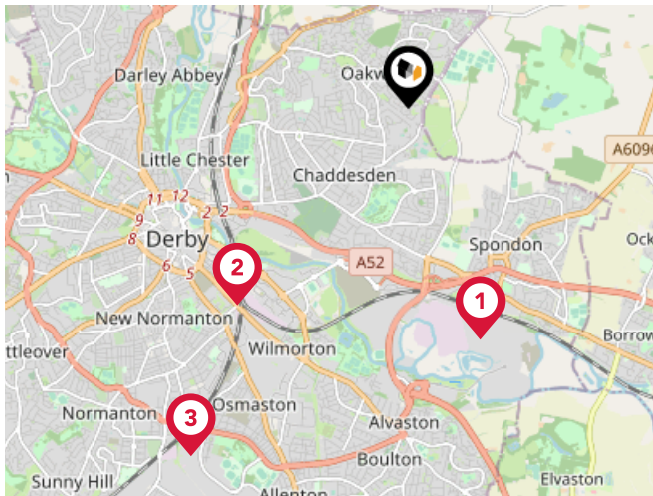 Darley Abbey
Oakw
Little Chester
Chaddesden
A6096
11 12
9
2 2
8
Derby
6 5
Spondon
Ock
A52
2
1
New Normanton
Wilmorton
Borrow
ttleover
3
Osmaston
Normanton
Alvaston
Boulton
Sunny Hill
Allenton
Elvaston